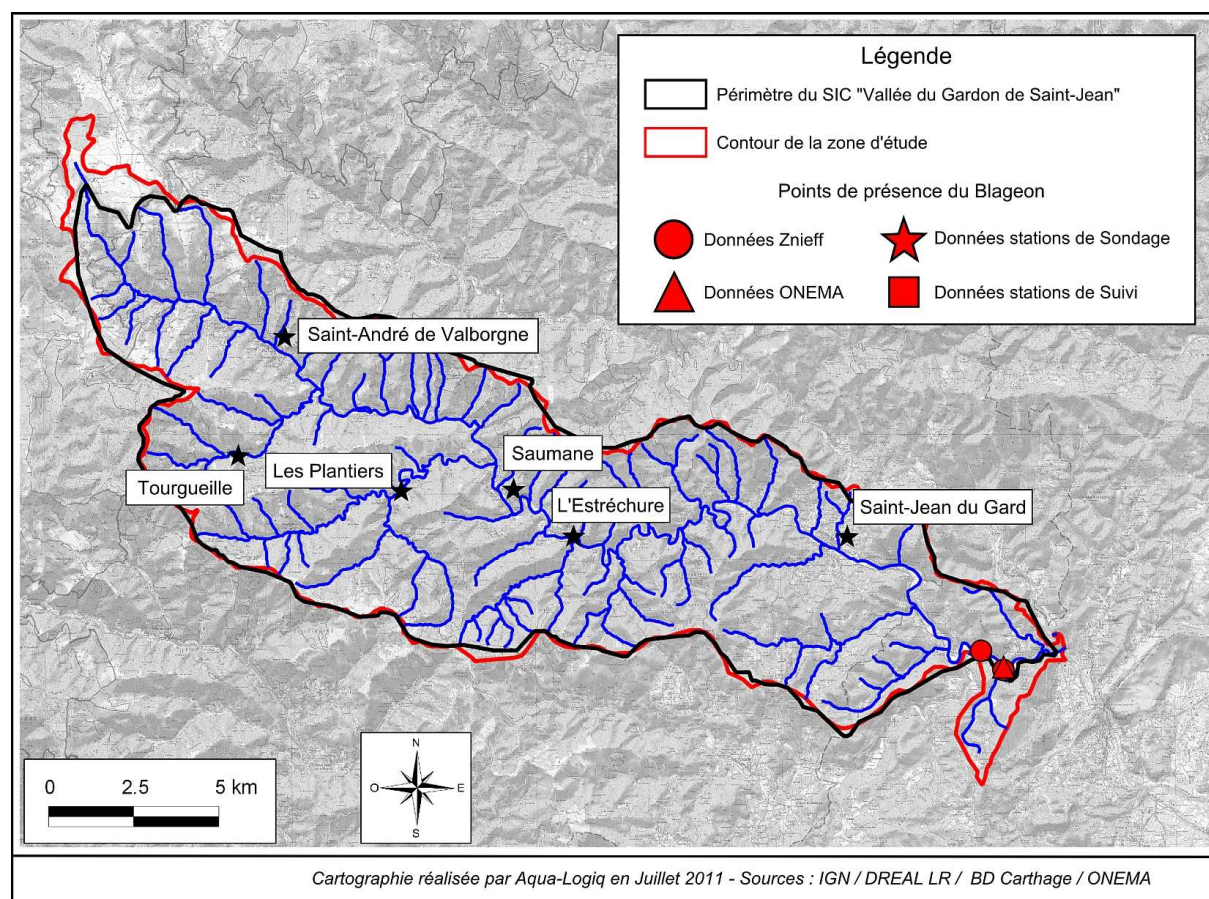 Légende
Périmètre du SIC "Vallée du Gardon de Saint-Jean"
Contour de la zone d'étude
Points de présence du Blageon
Données Znieff
Données stations de Sondage
Données ONEMA
Données stations de Suivi
Saint-André de Valborgne
Saumane
Les Plantiers
Tourgueille
L'Estréchure
Saint-Jean du Gard
0 2.5 5 km
N
O E
S
Cartographie réalisée par Aqua-Logiq en Juillet 2011 - Sources : IGN / DREAL LR / BD Carthage / ONEMA